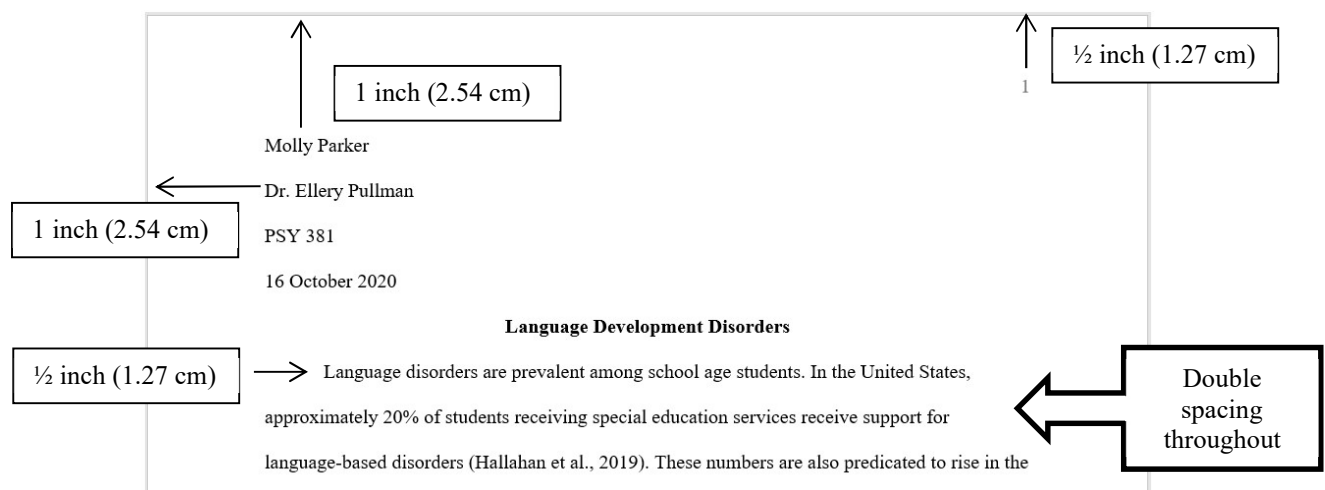 ½ inch (1.27 cm)
1 inch (2.54 cm)
1
Molly Parker
Dr. Ellery Pullman
1 inch (2.54 cm)
PSY 381
16 October 2020
Language Development Disorders
½ inch (1.27 cm)
Language disorders are prevalent among school age students. In the United States,
approximately 20% of students receiving special education services receive support for
language-based disorders (Hallahan et al., 2019). These numbers are also predicated to rise in the
Double
spacing
throughout